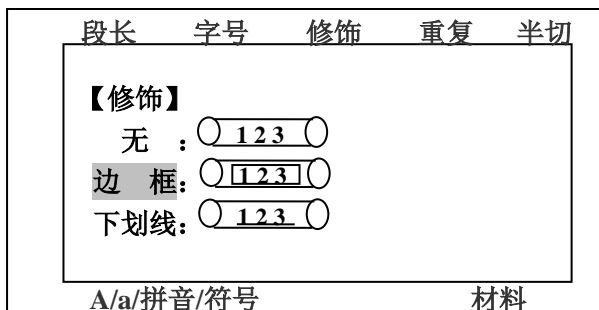 段长 字号 修饰 重复 半切
【修饰】
无 ：123
边 框：123
下划线：123
A/a/拼音/符号 材料